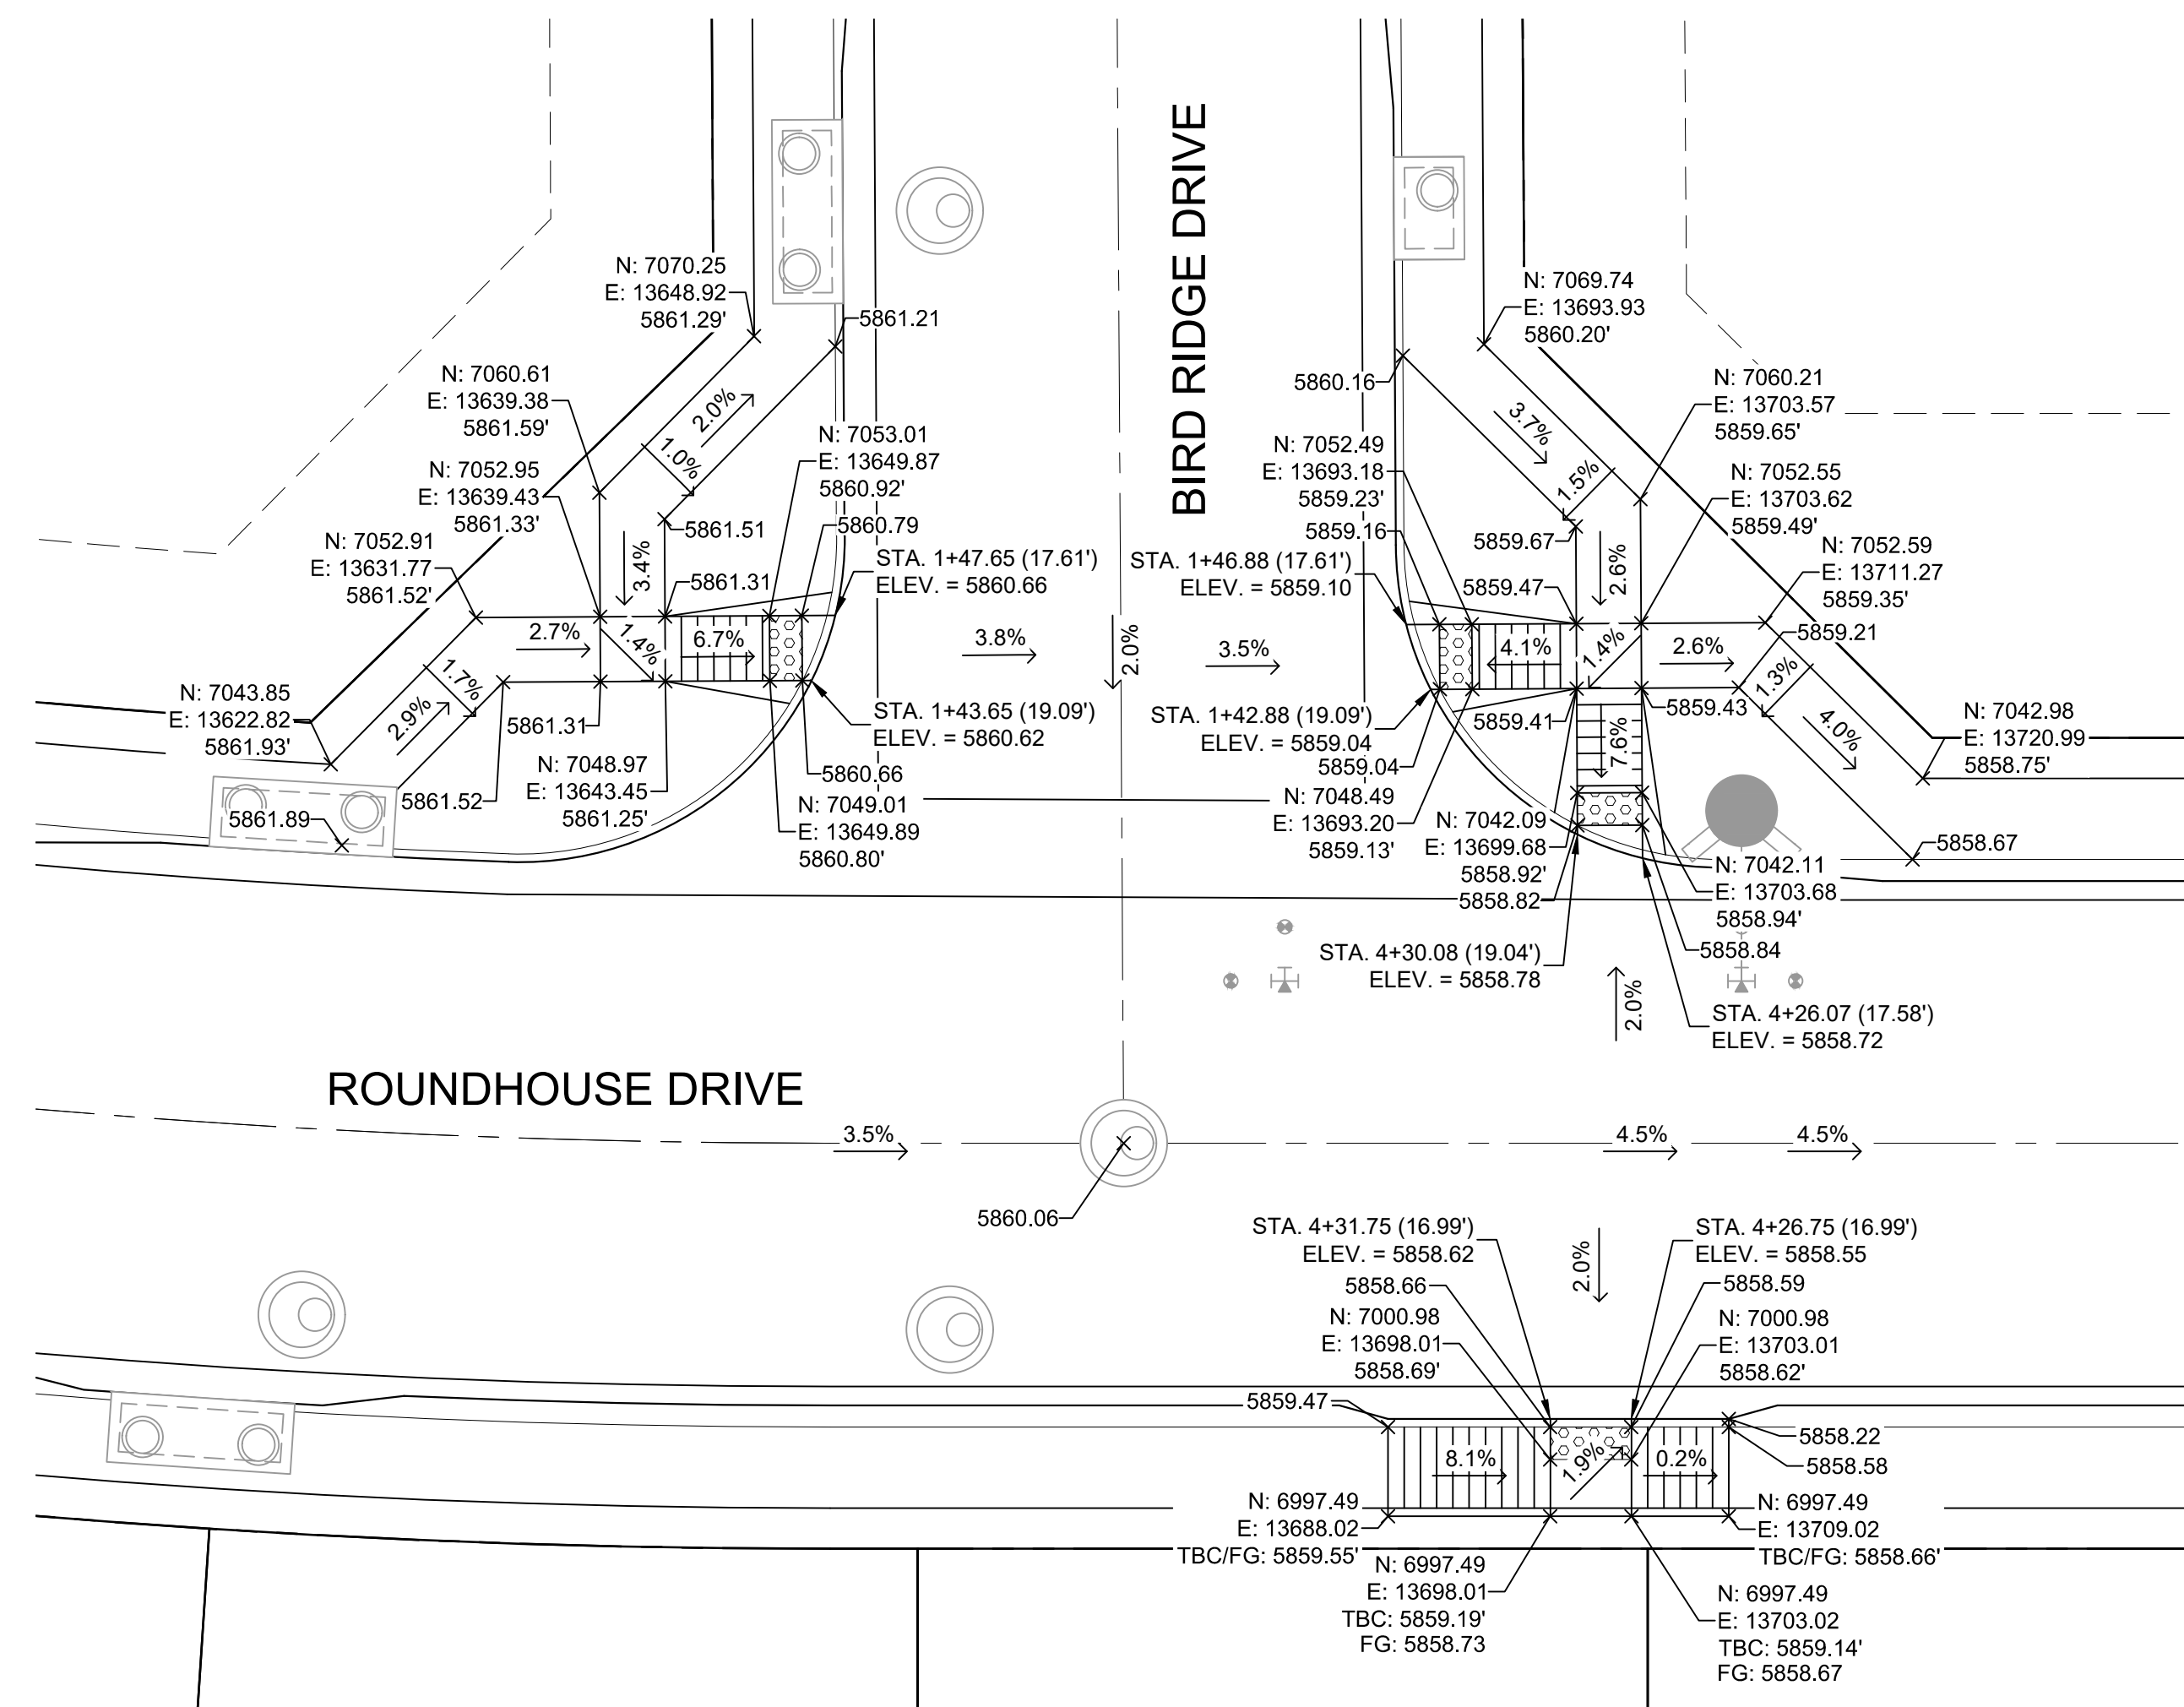 BIRD RIDGE DRIVE
N: 7070.25
E: 13648.92
5861.29'
5861.21
N: 7060.61
E: 13639.38
5861.59'
2.0%
1.0%
N: 7052.95
E: 13639.43
5861.33'
N: 7053.01
E: 13649.87
5860.92'
5861.51
5860.79
N: 7052.91
E: 13631.77
5861.52'
3.4%
5861.31
STA. 1+47.65 (17.61')
ELEV. = 5860.66
2.7%
1.4%
6.7%
N: 7043.85
E: 13622.82
5861.93'
1.7%
2.9%
5861.31
STA. 1+43.65 (19.09')
ELEV. = 5860.62
N: 7048.97
E: 13643.45
5861.25'
5860.66
5861.52
5861.89
N: 7049.01
E: 13649.89
5860.80'
3.8%
2.0%
3.5%
N: 7069.74
E: 13693.93
5860.20'
5860.16
N: 7060.21
E: 13703.57
5859.65'
3.7%
1.5%
N: 7052.49
E: 13693.18
5859.23'
N: 7052.55
E: 13703.62
5859.49'
5859.16
5859.67
N: 7052.59
E: 13711.27
5859.35'
STA. 1+46.88 (17.61')
ELEV. = 5859.10
5859.47
2.6%
5859.21
4.1%
1.4%
2.6%
1.3%
STA. 1+42.88 (19.09')
ELEV. = 5859.04
5859.04
5859.41
5859.43
7.6%
4.0%
N: 7042.98
E: 13720.99
5858.75'
N: 7048.49
E: 13693.20
5859.13'
N: 7042.09
E: 13699.68
5858.92'
5858.82
5858.67
N: 7042.11
E: 13703.68
5858.94'
5858.84
STA. 4+30.08 (19.04')
ELEV. = 5858.78
2.0%
STA. 4+26.07 (17.58')
ELEV. = 5858.72
ROUNDHOUSE DRIVE
3.5%
4.5%
4.5%
5860.06
STA. 4+31.75 (16.99')
ELEV. = 5858.62
2.0%
STA. 4+26.75 (16.99')
ELEV. = 5858.55
5858.66
5858.59
N: 7000.98
E: 13698.01
5858.69'
N: 7000.98
E: 13703.01
5858.62'
5859.47
8.1%
1.9%
0.2%
5858.22
5858.58
N: 6997.49
E: 13688.02
TBC/FG: 5859.55'
N: 6997.49
E: 13709.02
TBC/FG: 5858.66'
N: 6997.49
E: 13698.01
TBC: 5859.19'
FG: 5858.73
N: 6997.49
E: 13703.02
TBC: 5859.14'
FG: 5858.67